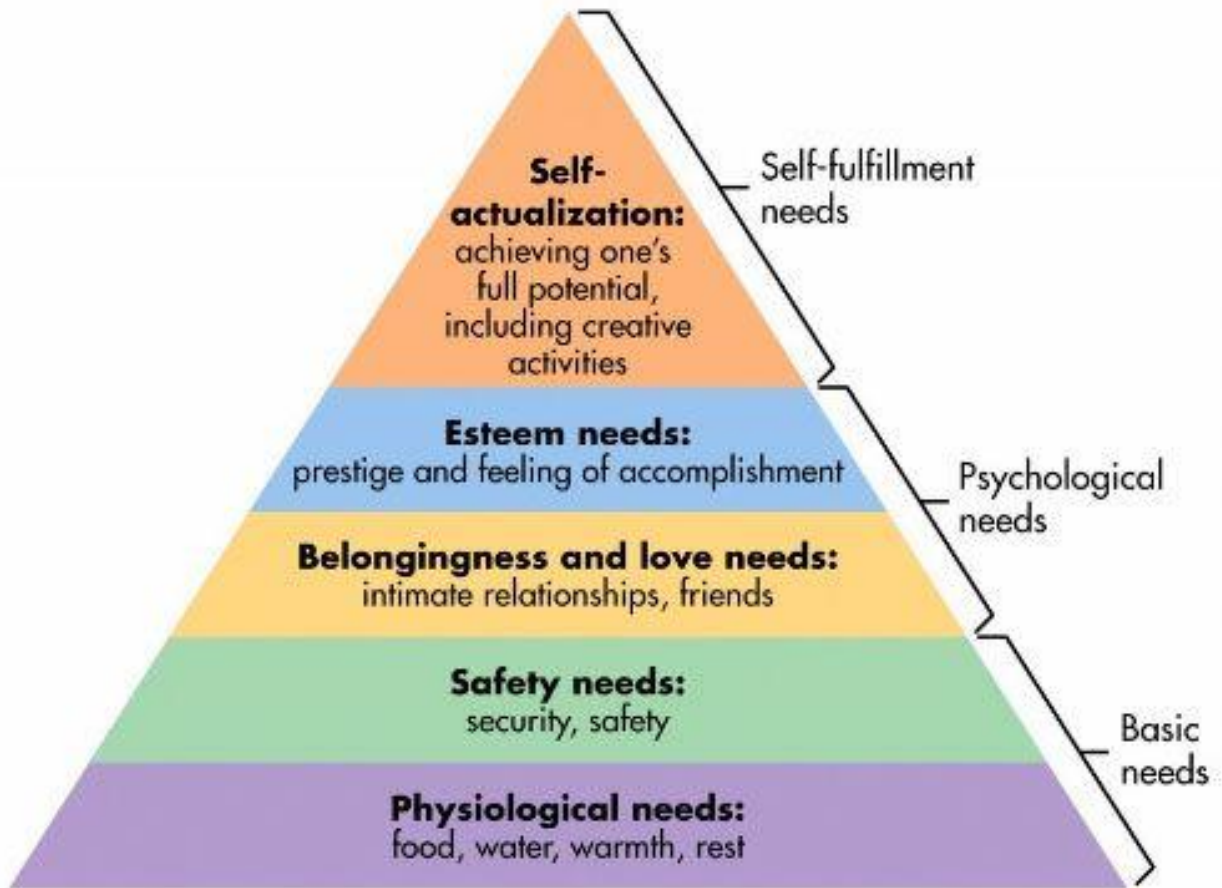 Self-
actualization:
achieving one's
full potential,
including creative
activities
Self-fulfillment
needs
Esteem needs:
prestige and feeling of accomplishment
Psychological
needs
Belongingness and love needs:
intimate relationships, friends
Safety needs:
security, safety
Basic
needs
Physiological needs:
food, water, warmth, rest